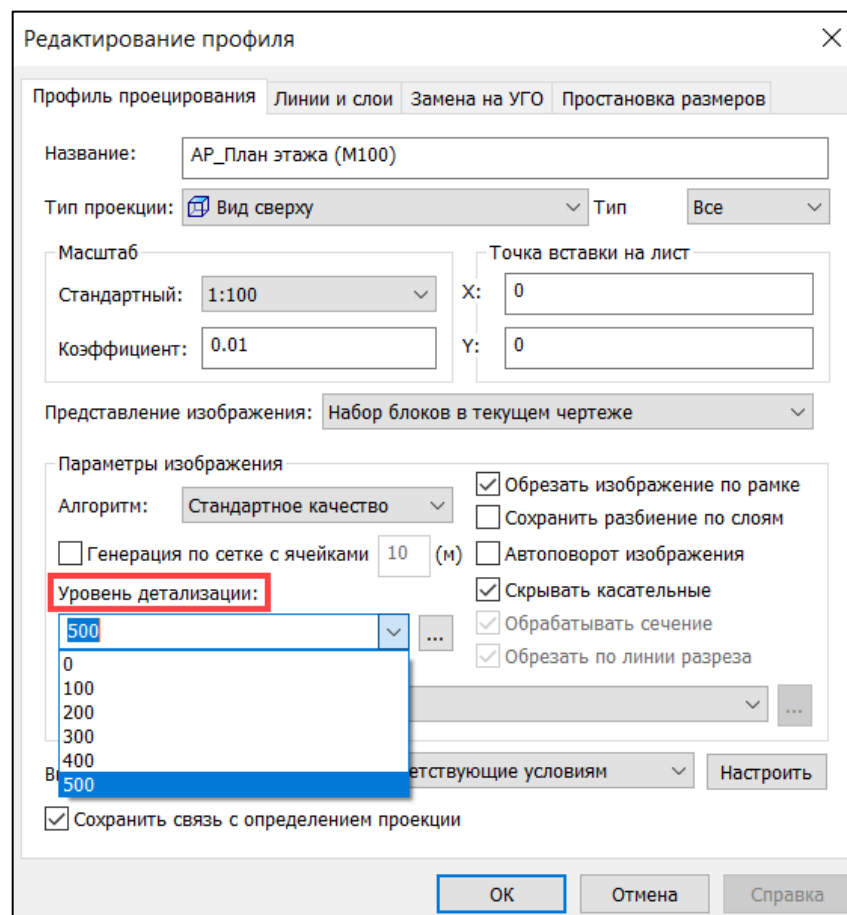 Редактирование профиля
Профиль проецирования Линии и слои Замена на УГО Простановка размеров
Название: АР_План этажа (М100)
Тип проекции: Вид сверху Тип Все
Масштаб Точка вставки на лист
Стандартный: 1:100 X: 0
Коэффициент: 0.01 Y: 0
Представление изображения: Набор блоков в текущем чертеже
Параметры изображения
Алгоритм: Стандартное качество
Обрезать изображение по рамке
Сохранить разбиение по слоям
Генерация по сетке с ячейками 10 (м) Автоповорот изображения
Уровень детализации: Скрывать касательные
500 ... Обрабатывать сечение
0 Обрезать по линии разреза
100
200
300 ...
400
500 етствующие условиям Настроить
Сохранить связь с определением проекции
ОК Отмена Справка